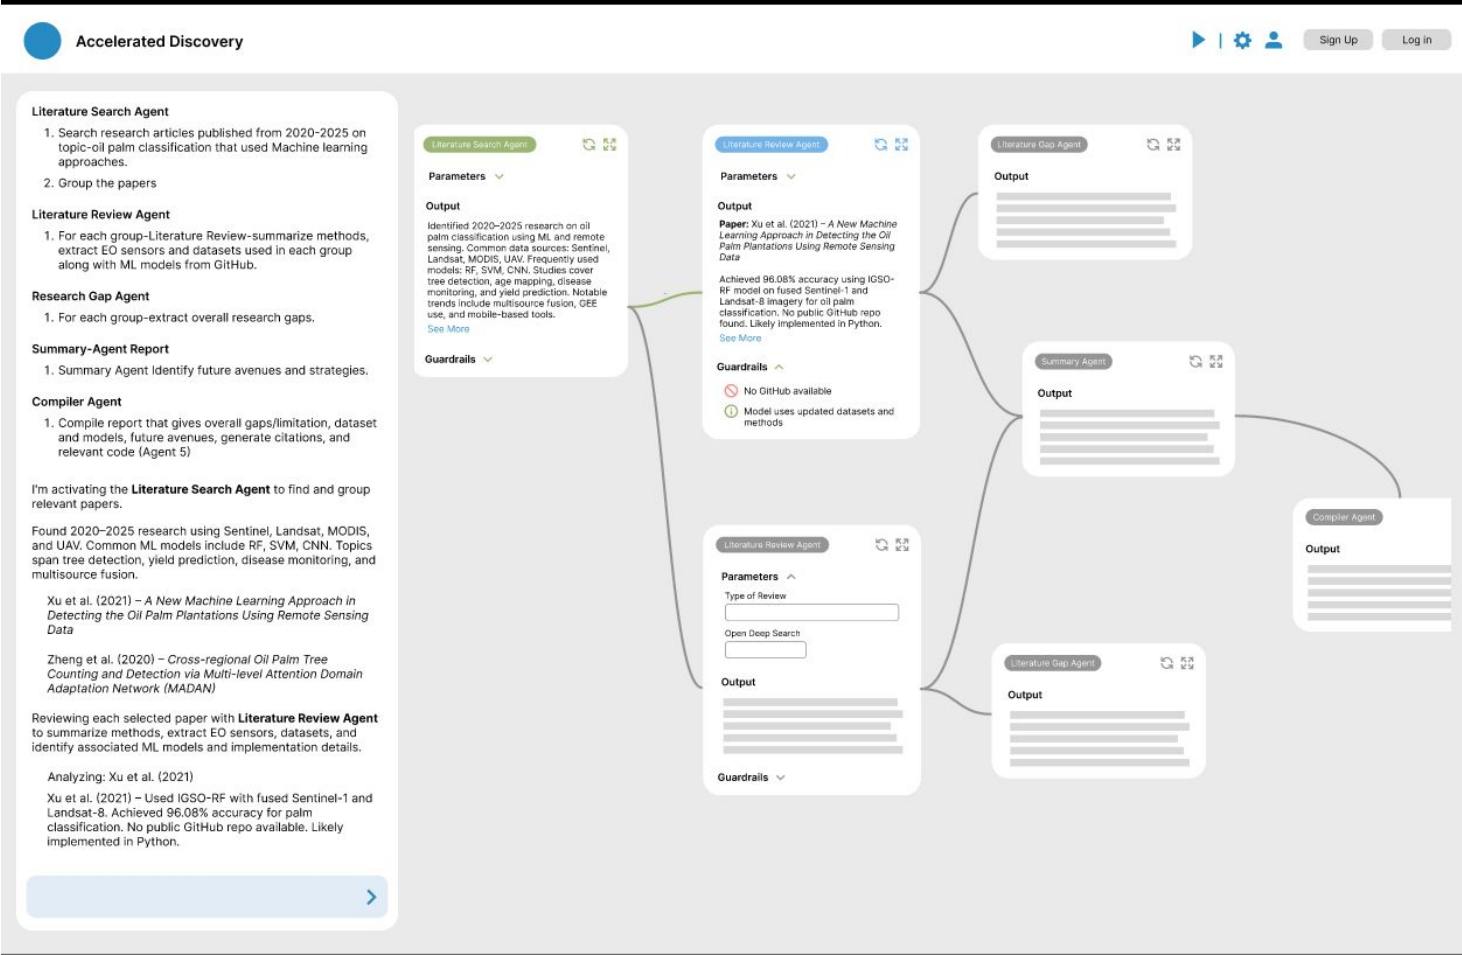 Accelerated Discovery
Sign Up
Log in
Literature Search Agent
1. Search research articles published from 2020-2025 on
topic-oil palm classification that used Machine learning
approaches.
2. Group the papers
Literature Review Agent
1. For each group-Literature Review-summarize methods,
extract EO sensors and datasets used in each group
along with ML models from GitHub.
Research Gap Agent
1. For each group-extract overall research gaps.
Summary-Agent Report
1. Summary Agent Identify future avenues and strategies.
Compiler Agent
1. Compile report that gives overall gaps/limitation, dataset
and models, future avenues, generate citations, and
relevant code (Agent 5)
I'm activating the Literature Search Agent to find and group
relevant papers.
Found 2020–2025 research using Sentinel, Landsat, MODIS,
and UAV. Common ML models include RF, SVM, CNN. Topics
span tree detection, yield prediction, disease monitoring, and
multisource fusion.
Xu et al. (2021) – A New Machine Learning Approach in
Detecting the Oil Palm Plantations Using Remote Sensing
Data
Zheng et al. (2020) – Cross-regional Oil Palm Tree
Counting and Detection via Multi-level Attention Domain
Adaptation Network (MADAN)
Reviewing each selected paper with Literature Review Agent
to summarize methods, extract EO sensors, datasets, and
identify associated ML models and implementation details.
Analyzing: Xu et al. (2021)
Xu et al. (2021) – Used IGSO-RF with fused Sentinel-1 and
Landsat-8. Achieved 96.08% accuracy for palm
classification. No public GitHub repo available. Likely
implemented in Python.
Literature Search Agent
Parameters
Output
Identified 2020–2025 research on oil
palm classification using ML and remote
sensing. Common data sources: Sentinel,
Landsat, MODIS, UAV. Frequently used
models: RF, SVM, CNN. Studies cover
tree detection, age mapping, disease
monitoring, and yield prediction. Notable
trends include multisource fusion, GEE
use, and mobile-based tools.
See More
Guardrails
Literature Review Agent
Parameters
Output
Paper: Xu et al. (2021) – A New Machine
Learning Approach in Detecting the Oil
Palm Plantations Using Remote Sensing
Data
Achieved 96.08% accuracy using IGSO-
RF model on fused Sentinel-1 and
Landsat-8 imagery for oil palm
classification. No public GitHub repo
found. Likely implemented in Python.
See More
Guardrails
No GitHub available
Model uses updated datasets and
methods
Literature Review Agent
Parameters
Type of Review
Open Deep Search
Output
Guardrails
Literature Gap Agent
Output
Summary Agent
Output
Literature Gap Agent
Output
Compiler Agent
Output